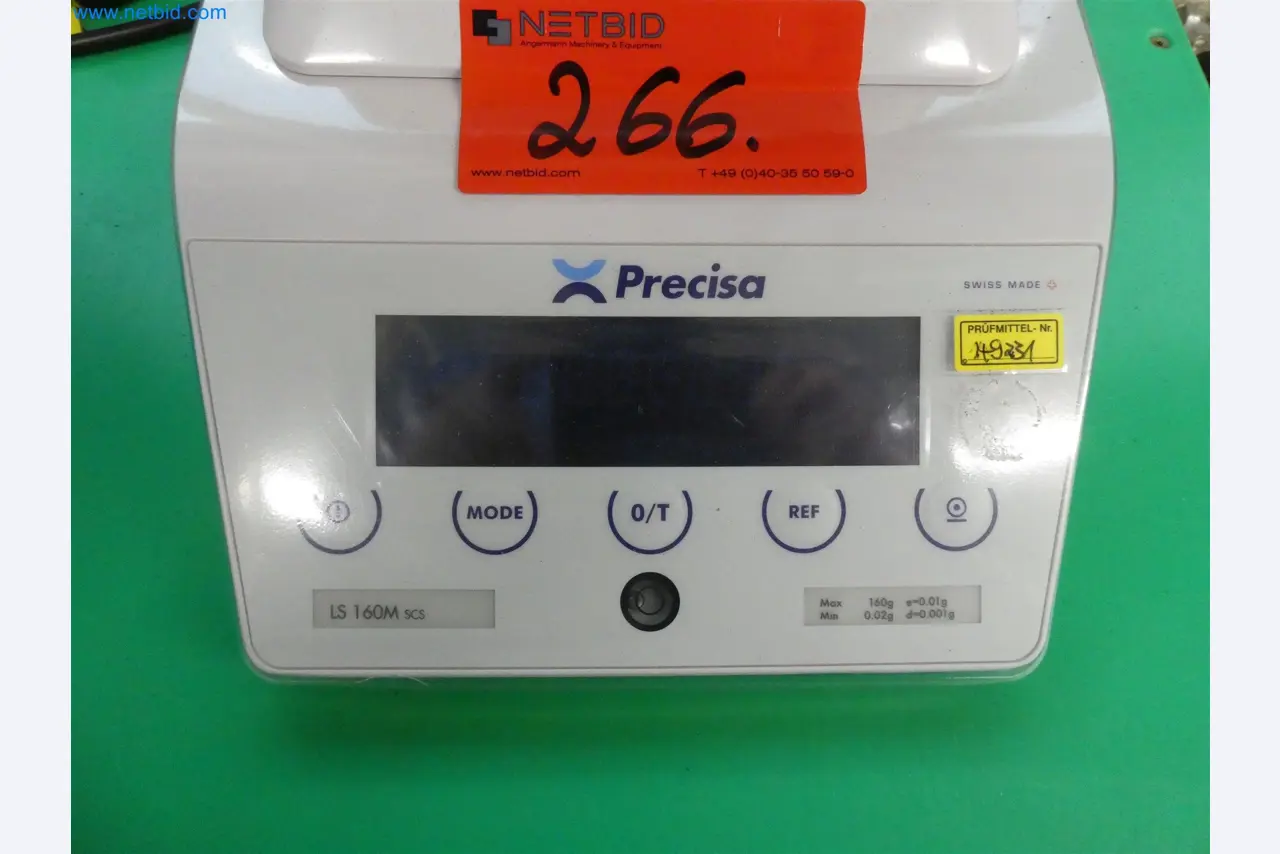 www.netbid.com
NETBID
Angermann Machinery & Equipment
266.
www.netbid.com T +49 (0)40-35 50 59-0
Precisa
SWISS MADE
PRÜFMITTEL- Nr.
MODE 0/T REF
LS 160M SCS
Max 160g e=0.01g
Min 0.02g d=0.001g